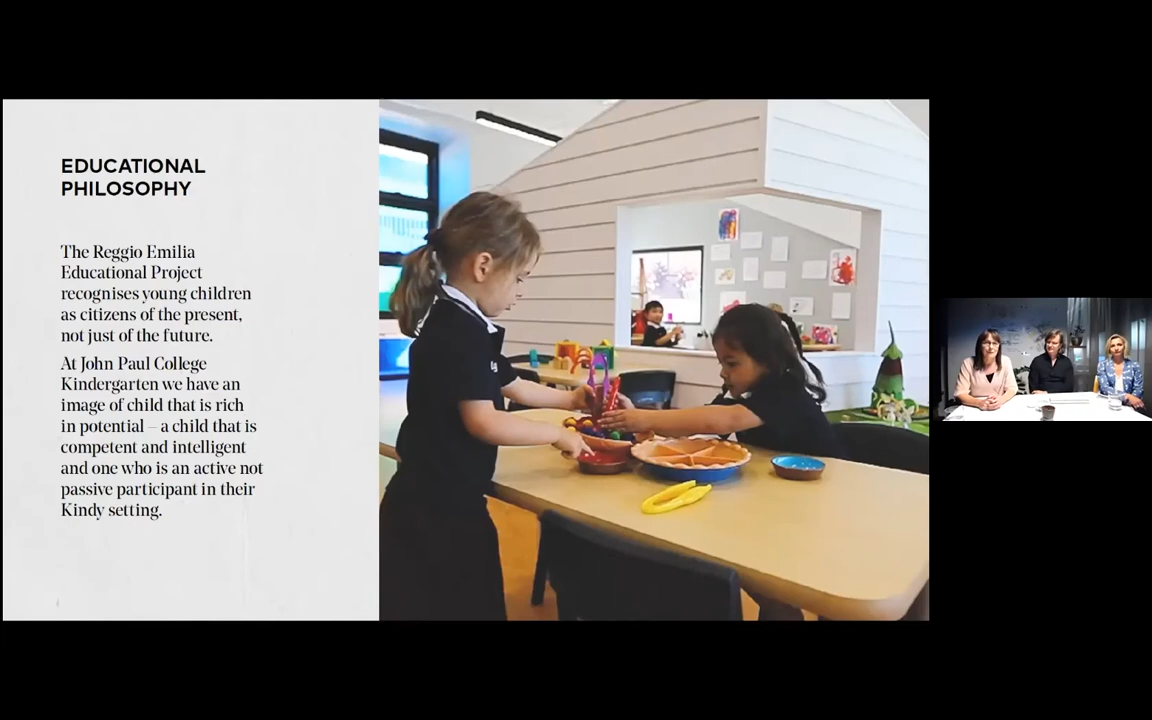 EDUCATIONAL
PHILOSOPHY
The Reggio Emilia
Educational Project
recognises young children
as citizens of the present,
not just of the future.
At John Paul College
Kindergarten we have an
image of child that is rich
in potential – a child that is
competent and intelligent
and one who is an active not
passive participant in their
Kindy setting.